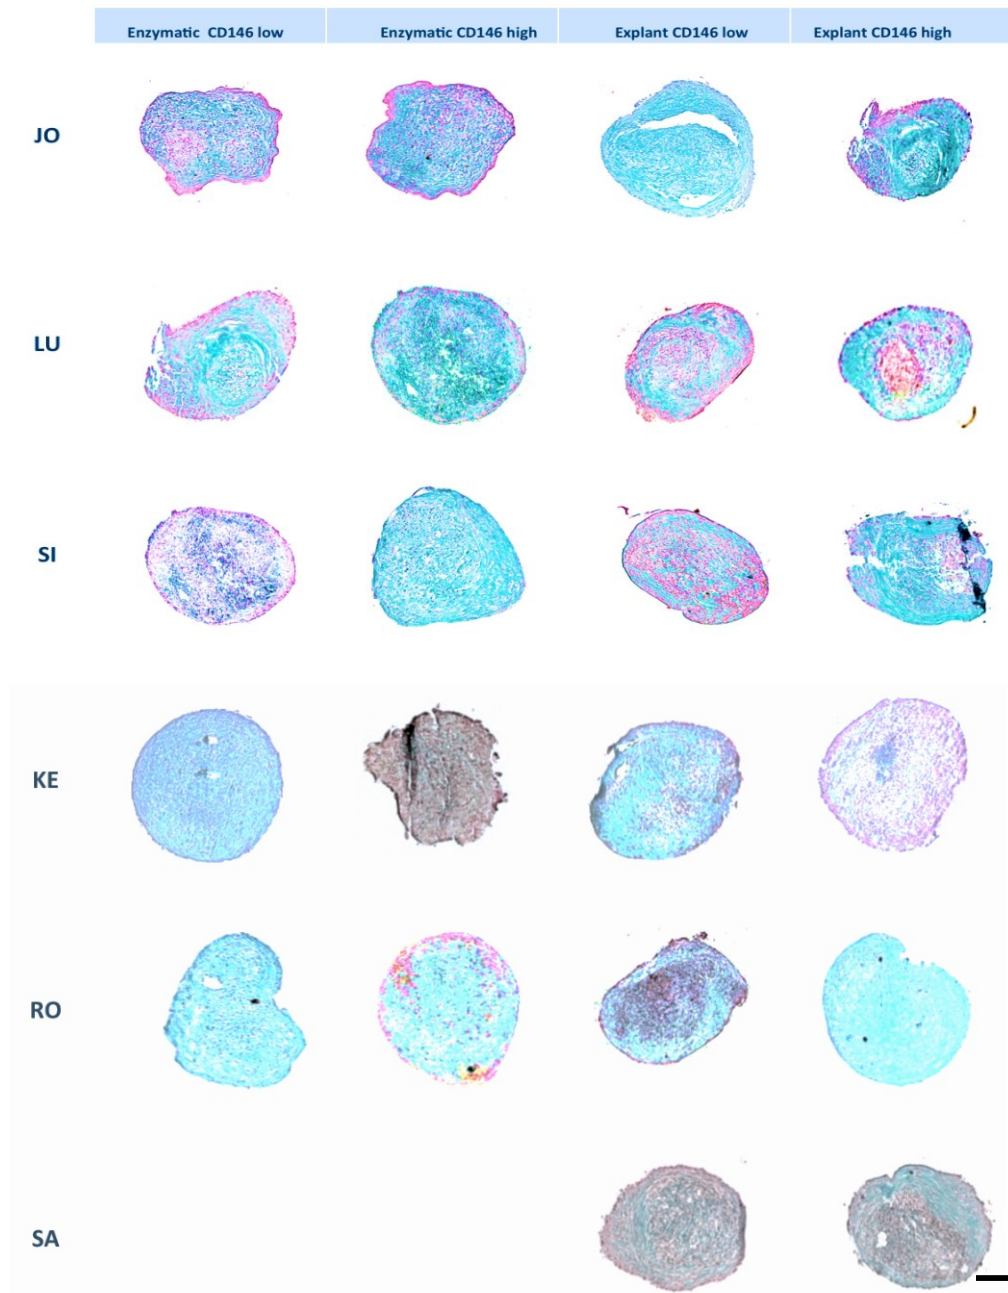 Enzymatic CD146 low Enzymatic CD146 high Explant CD146 low Explant CD146 high
JO
LU
SI
KE
RO
SA